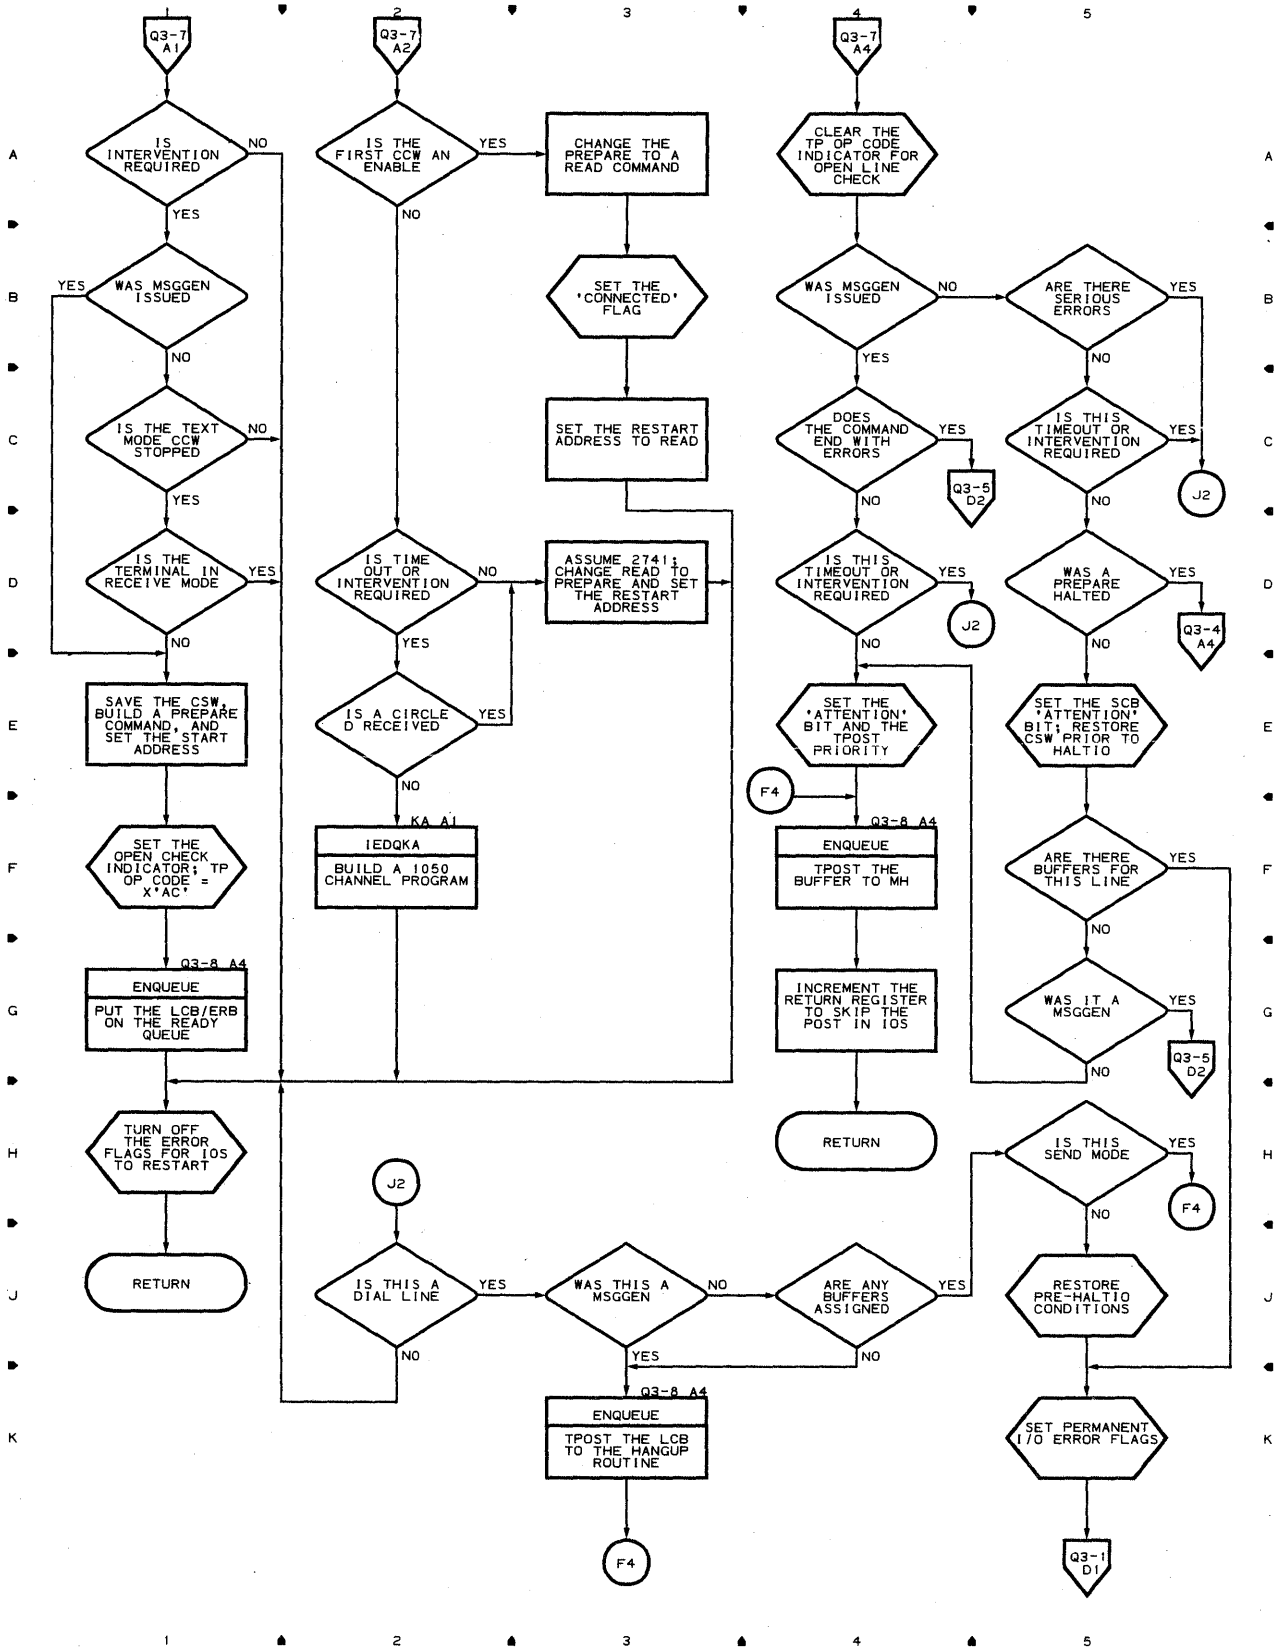 1 2 3 4 5
Q3-7
A1
Q3-7
A2
Q3-7
A4
A
IS
INTERVENTION
REQUIRED
NO
YES
IS THE
FIRST CCW AN
ENABLE
YES
NO
CHANGE THE
PREPARE TO A
READ COMMAND
CLEAR THE
TP OP CODE
INDICATOR FOR
OPEN LINE
CHECK
A
B
YES
WAS MSGGEN
ISSUED
NO
SET THE
'CONNECTED'
FLAG
WAS MSGGEN
ISSUED
NO
YES
ARE THERE
SERIOUS
ERRORS
YES
NO
B
C
IS THE TEXT
MODE CCW
STOPPED
NO
YES
SET THE RESTART
ADDRESS TO READ
DOES
THE COMMAND
END WITH
ERRORS
YES
NO
Q3-5
D2
IS THIS
TIMEOUT OR
INTERVENTION
REQUIRED
YES
NO
J2
C
D
IS THE
TERMINAL IN
RECEIVE MODE
YES
NO
IS TIME
OUT OR
INTERVENTION
REQUIRED
NO
YES
ASSUME 2741;
CHANGE READ TO
PREPARE AND SET
THE RESTART
ADDRESS
IS THIS
TIMEOUT OR
INTERVENTION
REQUIRED
YES
NO
J2
WAS A
PREPARE
HALTED
YES
NO
Q3-4
A4
D
E
SAVE THE CSW,
BUILD A PREPARE
COMMAND, AND
SET THE START
ADDRESS
IS A CIRCLE
D RECEIVED
YES
NO
SET THE
'ATTENTION'
BIT AND THE
TPOST
PRIORITY
SET THE SCB
'ATTENTION'
BIT; RESTORE
CSW PRIOR TO
HALTIO
E
F4
F
SET THE
OPEN CHECK
INDICATOR; TP
OP CODE =
X'AC'
KA A1
IEDQKA
BUILD A 1050
CHANNEL PROGRAM
Q3-8 A4
ENQUEUE
TPOST THE
BUFFER TO MH
ARE THERE
BUFFERS FOR
THIS LINE
YES
NO
F
G
Q3-8 A4
ENQUEUE
PUT THE LCB/ERB
ON THE READY
QUEUE
INCREMENT THE
RETURN REGISTER
TO SKIP THE
POST IN IOS
WAS IT A
MSGGEN
YES
NO
Q3-5
D2
G
H
TURN OFF
THE ERROR
FLAGS FOR IOS
TO RESTART
J2
RETURN
IS THIS
SEND MODE
YES
NO
F4
H
J
RETURN
IS THIS A
DIAL LINE
YES
NO
WAS THIS A
MSGGEN
NO
YES
ARE ANY
BUFFERS
ASSIGNED
YES
NO
RESTORE
PRE-HALTIO
CONDITIONS
J
K
Q3-8 A4
ENQUEUE
TPOST THE LCB
TO THE HANGUP
ROUTINE
SET PERMANENT
I/O ERROR FLAGS
K
F4
Q3-1
D1
1 2 3 4 5